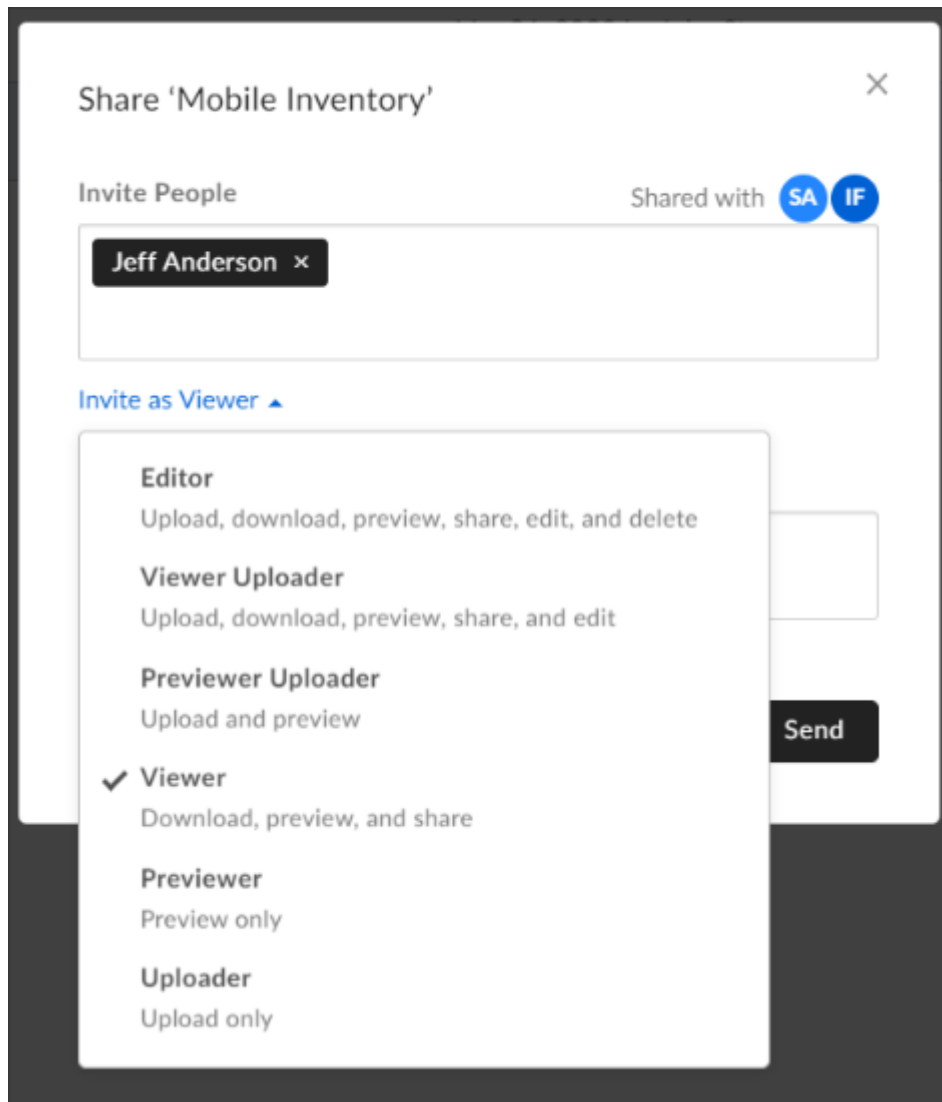 Share ‘Mobile Inventory’
Invite People
Shared with SA IF
Jeff Anderson ×
Invite as Viewer
Editor
Upload, download, preview, share, edit, and delete
Viewer Uploader
Upload, download, preview, share, and edit
Previewer Uploader
Upload and preview
Send
Viewer
Download, preview, and share
Previewer
Preview only
Uploader
Upload only